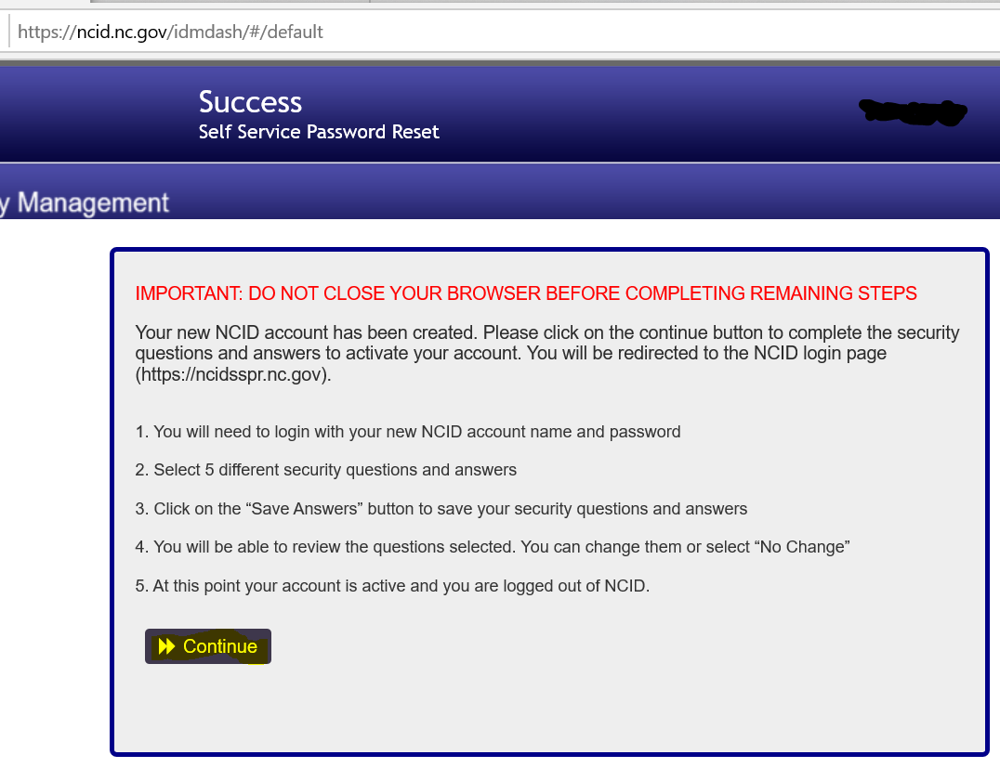 https://ncid.nc.gov/idmdash/#/default
Success
Self Service Password Reset
y Management
IMPORTANT: DO NOT CLOSE YOUR BROWSER BEFORE COMPLETING REMAINING STEPS
Your new NCID account has been created. Please click on the continue button to complete the security
questions and answers to activate your account. You will be redirected to the NCID login page
(https://ncidsspr.nc.gov).
1. You will need to login with your new NCID account name and password
2. Select 5 different security questions and answers
3. Click on the “Save Answers” button to save your security questions and answers
4. You will be able to review the questions selected. You can change them or select “No Change”
5. At this point your account is active and you are logged out of NCID.
Continue